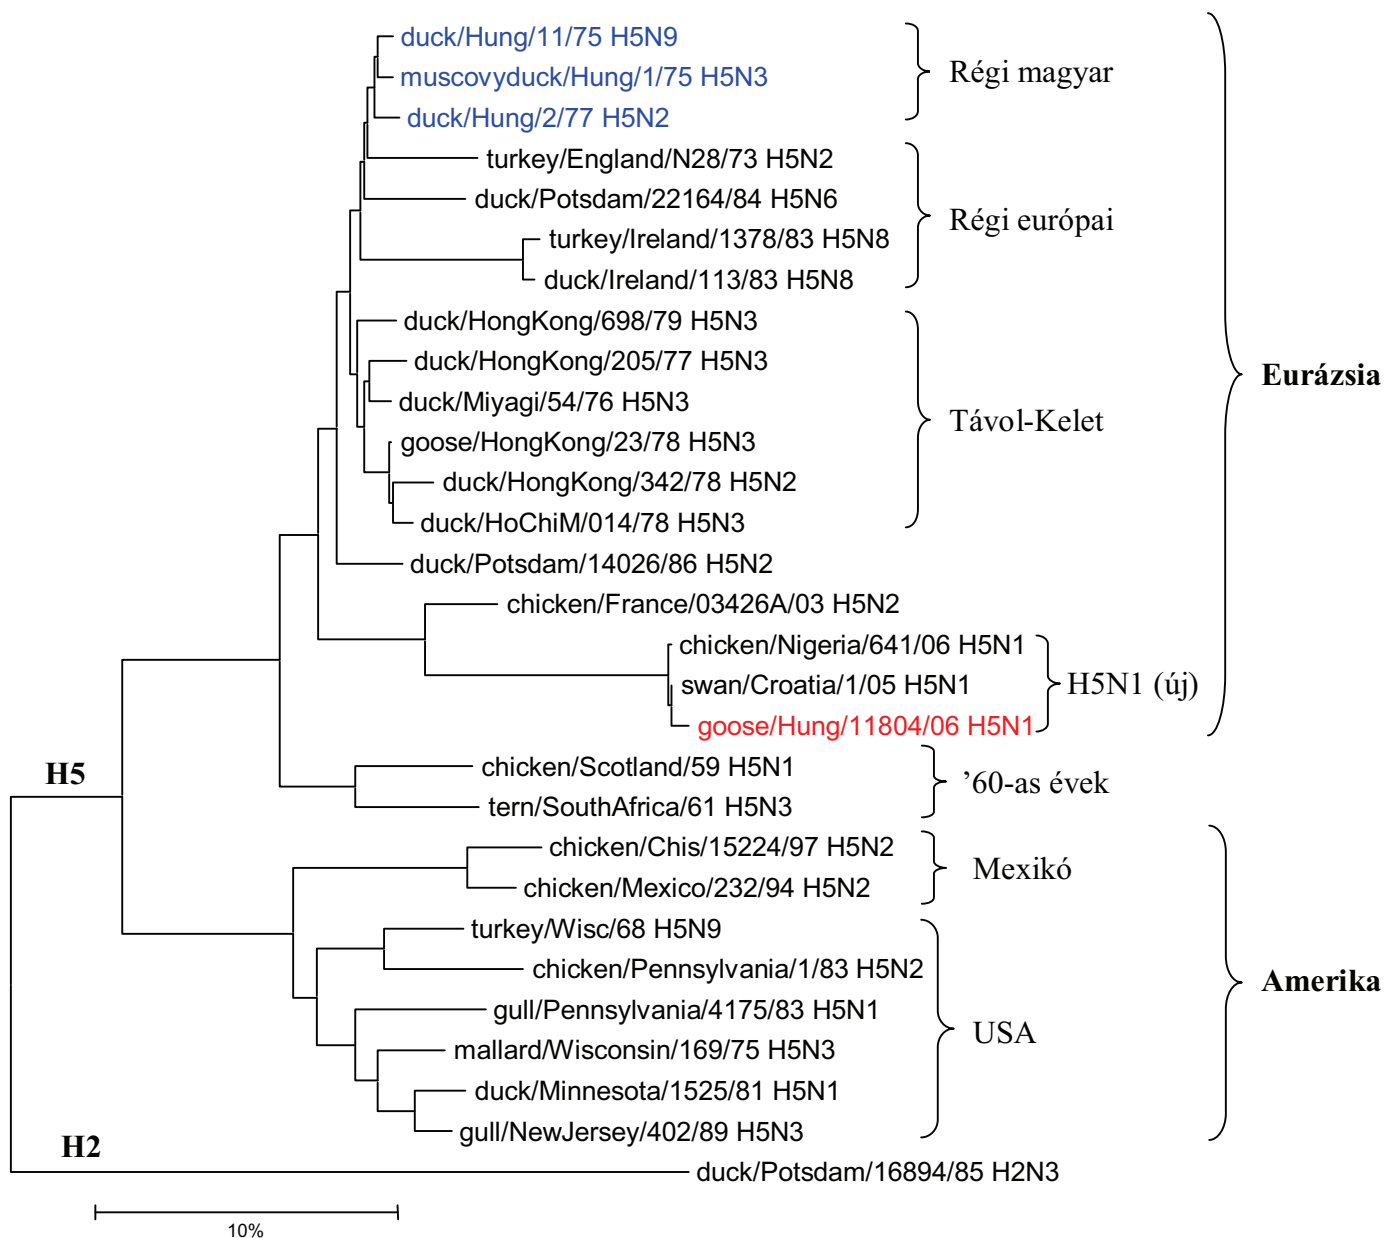 duck/Hung/11/75 H5N9
muscovyduck/Hung/1/75 H5N3
duck/Hung/2/77 H5N2
Régi magyar
turkey/England/N28/73 H5N2
duck/Potsdam/22164/84 H5N6
turkey/Ireland/1378/83 H5N8
duck/Ireland/113/83 H5N8
Régi európai
duck/HongKong/698/79 H5N3
duck/HongKong/205/77 H5N3
duck/Miyagi/54/76 H5N3
goose/HongKong/23/78 H5N3
duck/HongKong/342/78 H5N2
duck/HoChiM/014/78 H5N3
Távol-Kelet
duck/Potsdam/14026/86 H5N2
chicken/France/03426A/03 H5N2
chicken/Nigeria/641/06 H5N1
swan/Croatia/1/05 H5N1
goose/Hung/11804/06 H5N1
H5N1 (új)
Eurázsia
chicken/Scotland/59 H5N1
tern/SouthAfrica/61 H5N3
’60-as évek
H5
chicken/Chis/15224/97 H5N2
chicken/Mexico/232/94 H5N2
Mexikó
turkey/Wisc/68 H5N9
chicken/Pennsylvania/1/83 H5N2
gull/Pennsylvania/4175/83 H5N1
mallard/Wisconsin/169/75 H5N3
duck/Minnesota/1525/81 H5N1
gull/NewJersey/402/89 H5N3
USA
Amerika
H2
duck/Potsdam/16894/85 H2N3
10%